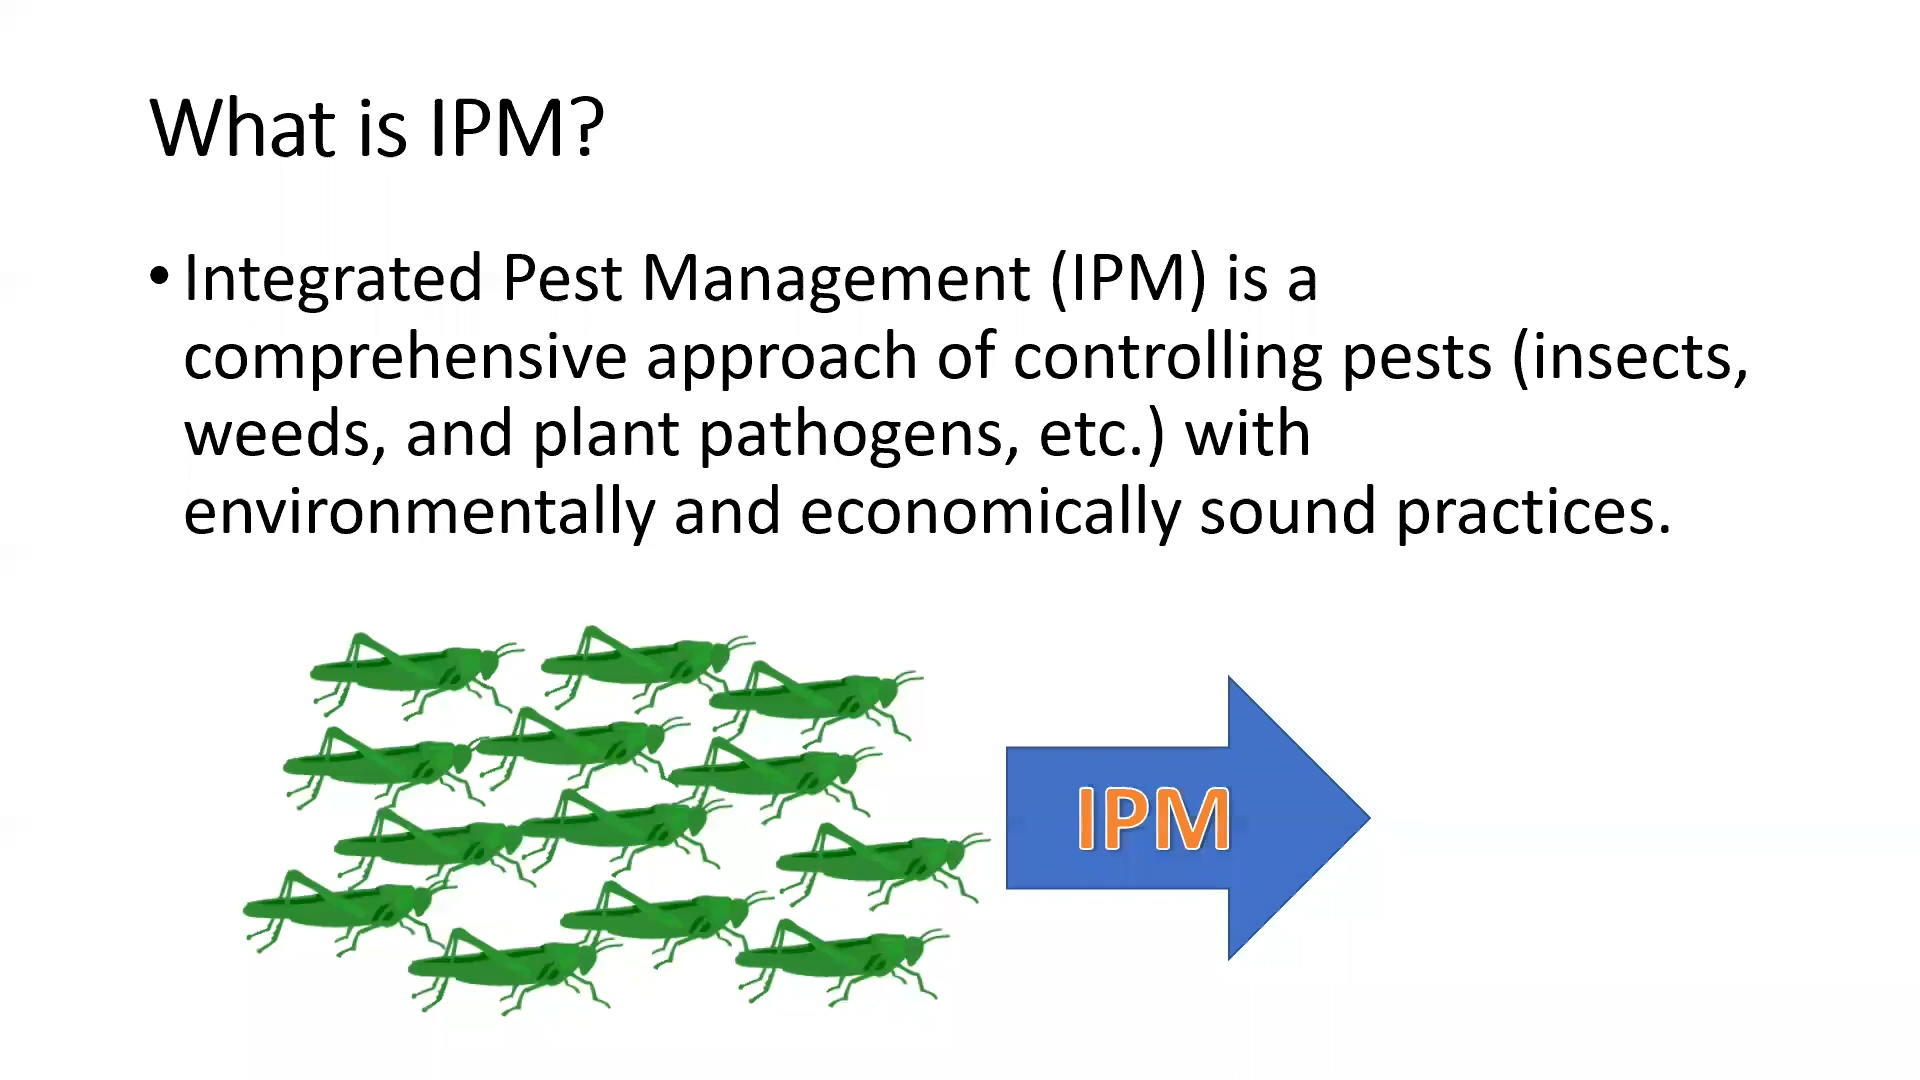 What is IPM?
• Integrated Pest Management (IPM) is a
comprehensive approach of controlling pests (insects,
weeds, and plant pathogens, etc.) with
environmentally and economically sound practices.
IPM